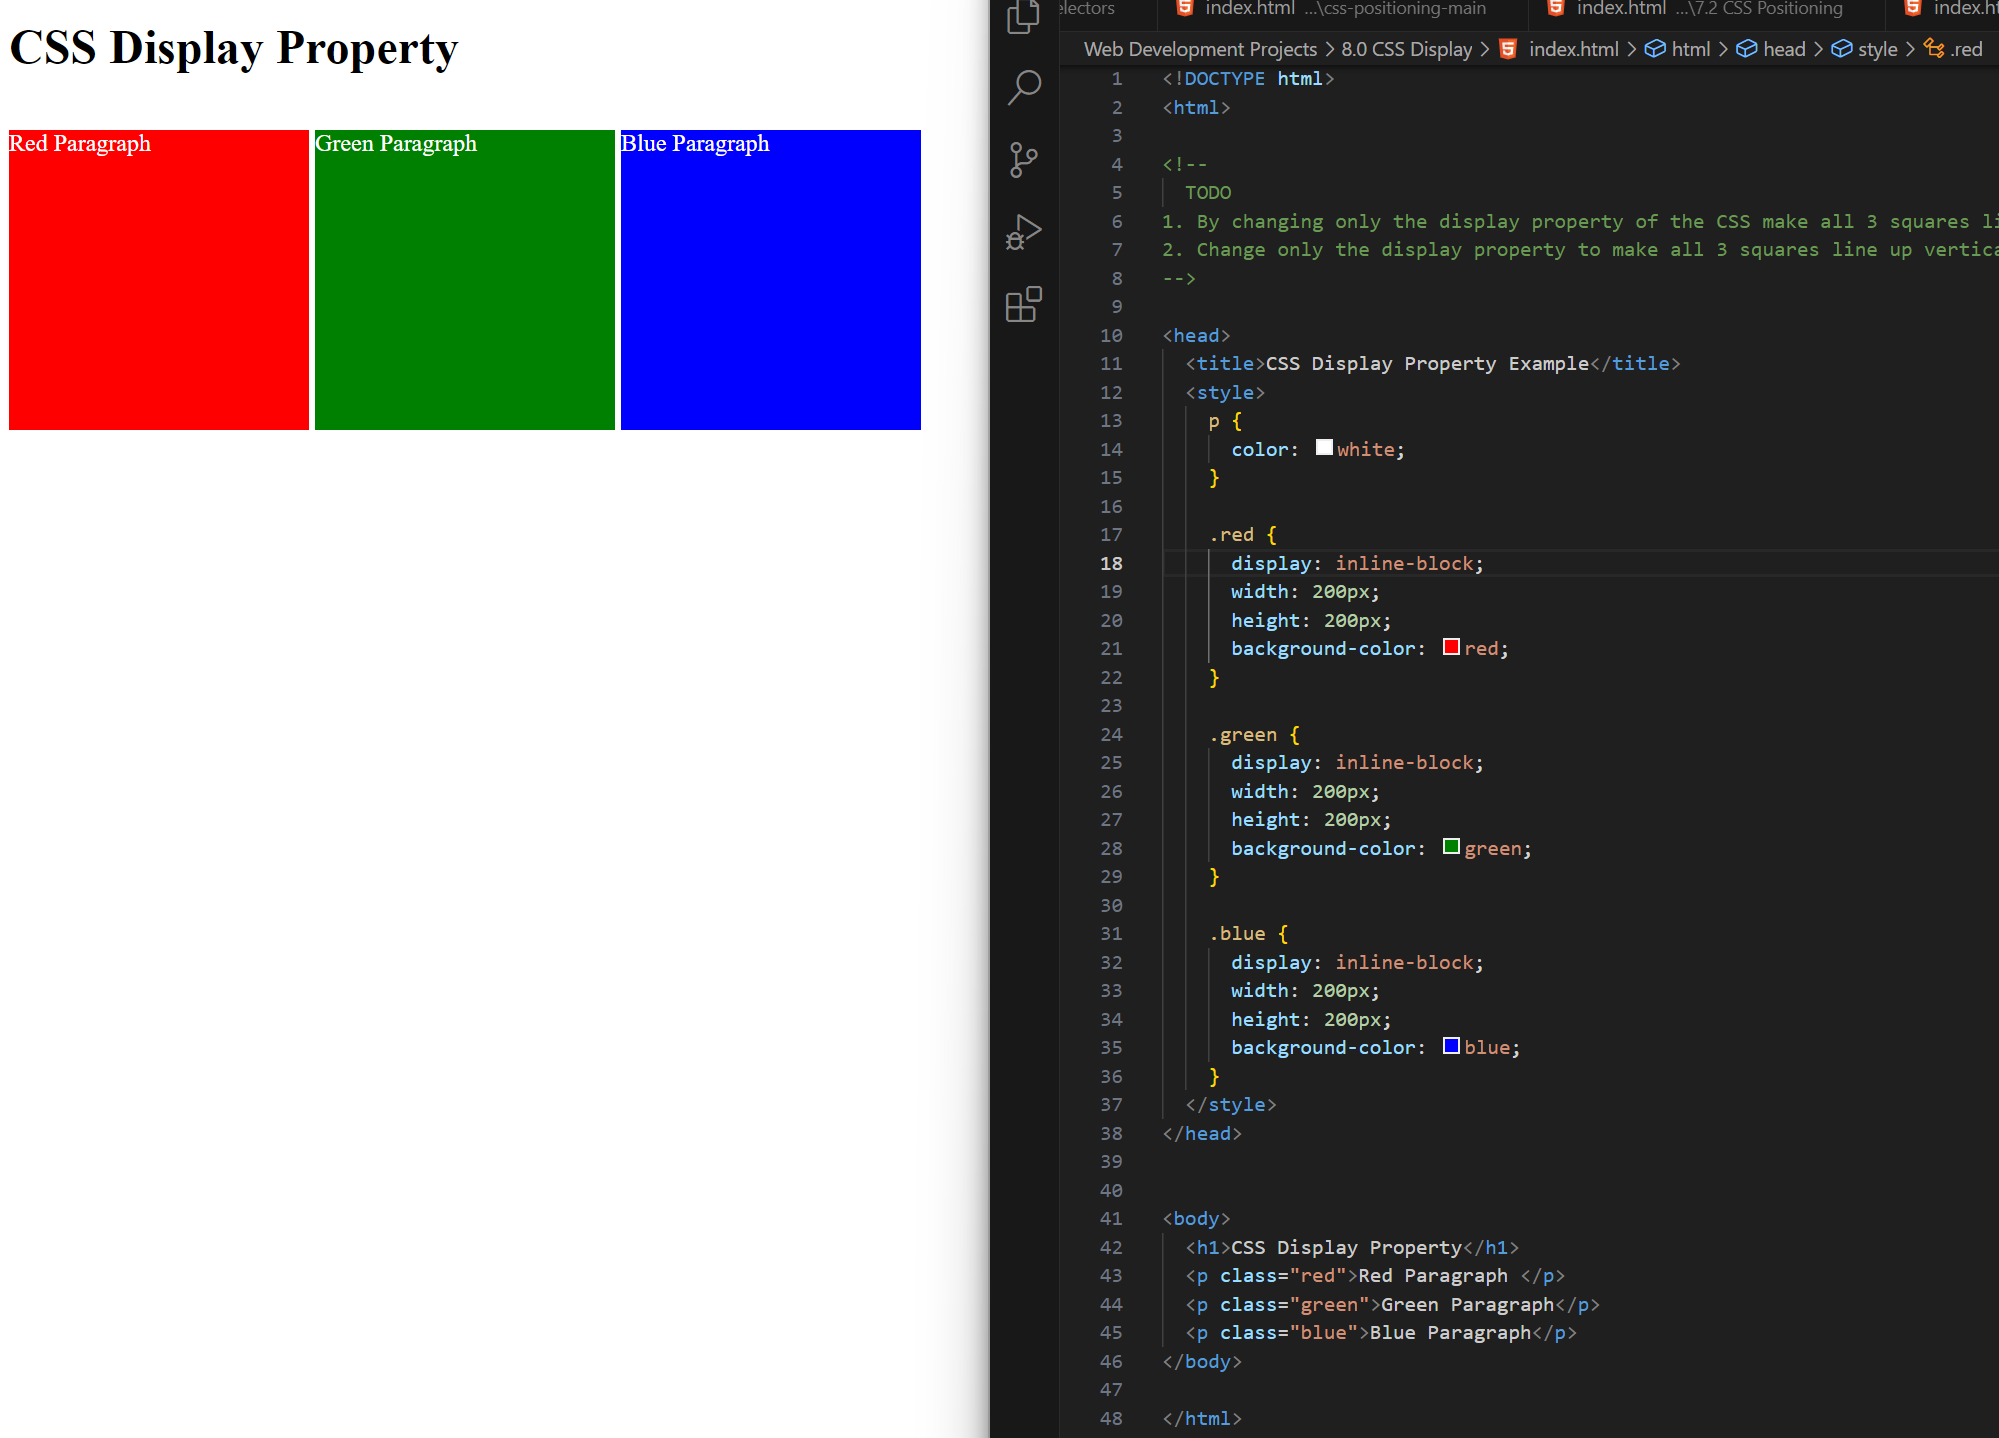 CSS Display Property
Red Paragraph
Green Paragraph
Blue Paragraph
index.html ...\css-positioning-main
index.html ...\7.2 CSS Positioning
Web Development Projects > 8.0 CSS Display > index.html > html > head > style > .red
1 <!DOCTYPE html>
2 <html>
3
4 <!--
5 TODO
6 1. By changing only the display property of the CSS make all 3 squares
7 2. Change only the display property to make all 3 squares line up
8 -->
9
10 <head>
11 <title>CSS Display Property Example</title>
12 <style>
13 p {
14 color: white;
15 }
16
17 .red {
18 display: inline-block;
19 width: 200px;
20 height: 200px;
21 background-color: red;
22 }
23
24 .green {
25 display: inline-block;
26 width: 200px;
27 height: 200px;
28 background-color: green;
29 }
30
31 .blue {
32 display: inline-block;
33 width: 200px;
34 height: 200px;
35 background-color: blue;
36 }
37 </style>
38 </head>
39
40
41 <body>
42 <h1>CSS Display Property</h1>
43 <p class="red">Red Paragraph </p>
44 <p class="green">Green Paragraph</p>
45 <p class="blue">Blue Paragraph</p>
46 </body>
47
48 </html>